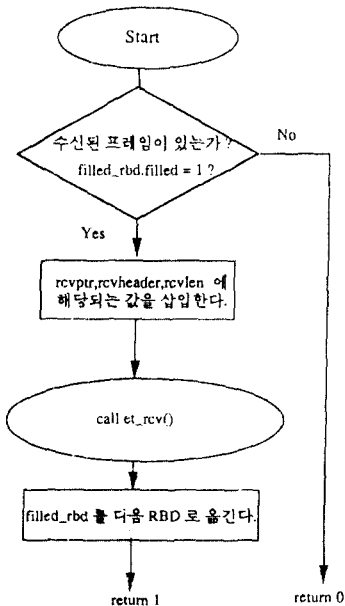 Start
수신된 프레임이 있는가 ?
filled_rbd.filled = 1 ?
No
Yes
rcvptr,rcvheader,rcvlen 에
해당되는 값을 삽입한다.
call et_rcv()
filled_rbd 를 다음 RBD 로 옮긴다.
return 1
return 0